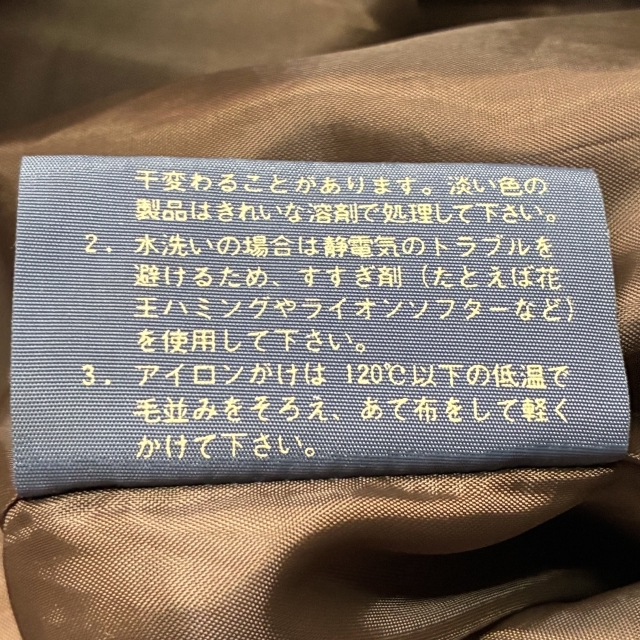 干変わることがあります。淡い色の
製品はきれいな溶剤で処理して下さい。
2. 水洗いの場合は静電気のトラブルを
避けるため、すすぎ剤(たとえば花
王ハミングやライオンソフターなど)
を使用して下さい。
3. アイロンがけは 120℃以下の低温で
毛並みをそろえ、あて布をして軽く
かけて下さい。